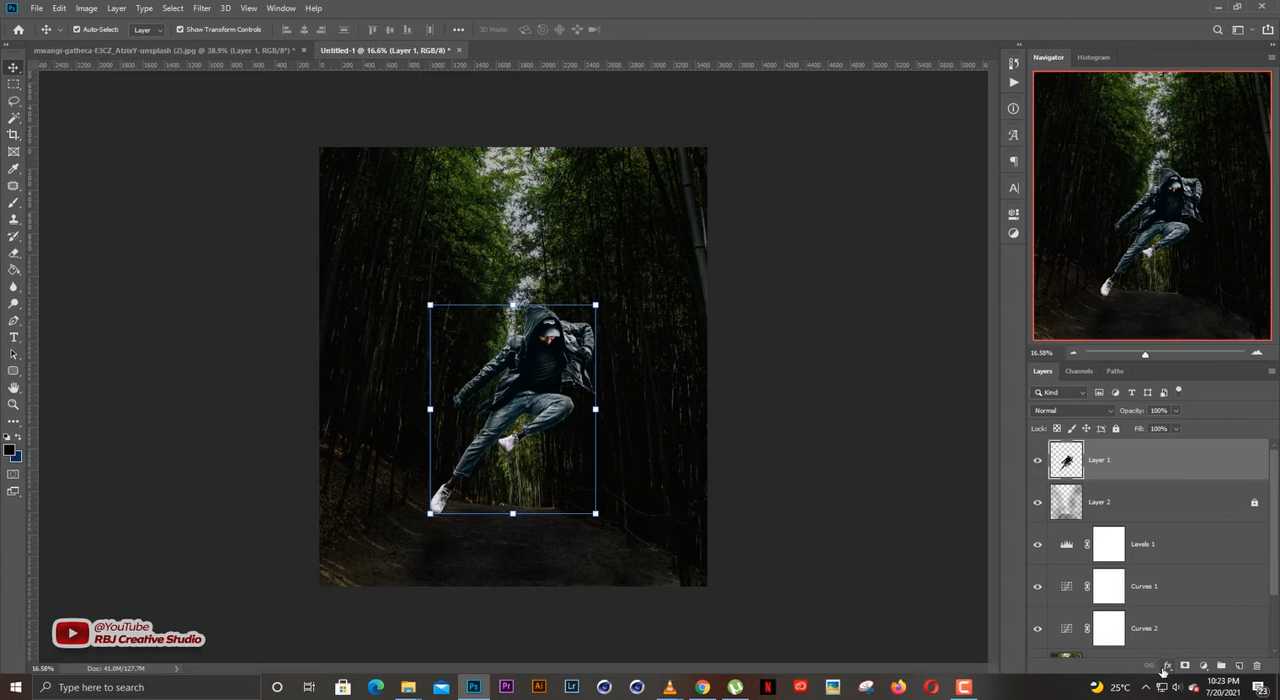 File Edit Image Layer Type Select Filter 3D View Window Help
Auto-Select: Layer Show Transform Controls 3D Mode:
mwangi-gatheca-E3CZ_AtzixY-unsplash (2).jpg @ 38.9% (Layer 1, RGB/8*) * × Untitled-1 @ 16.6% (Layer 1, RGB/8) * ×
Navigator Histogram
16.58%
Layers Channels Paths
Kind
Normal Opacity: 100%
Lock: Fill: 100%
Layer 1
Layer 2
Levels 1
Curves 1
Curves 2
fx
@YouTube
RBJ Creative Studio
16.58% Doc: 41.0M/127.7M
Type here to search
25°C
10:23 PM
7/20/2021
23